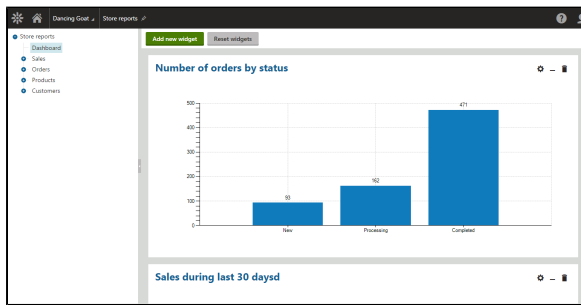 Dancing Goat
Store reports
?
Store reports
Dashboard
Sales
Orders
Products
Customers
Add new widget
Reset widgets
Number of orders by status
500
400
300
200
100
0
93
162
471
New
Processing
Completed
Sales during last 30 daysd